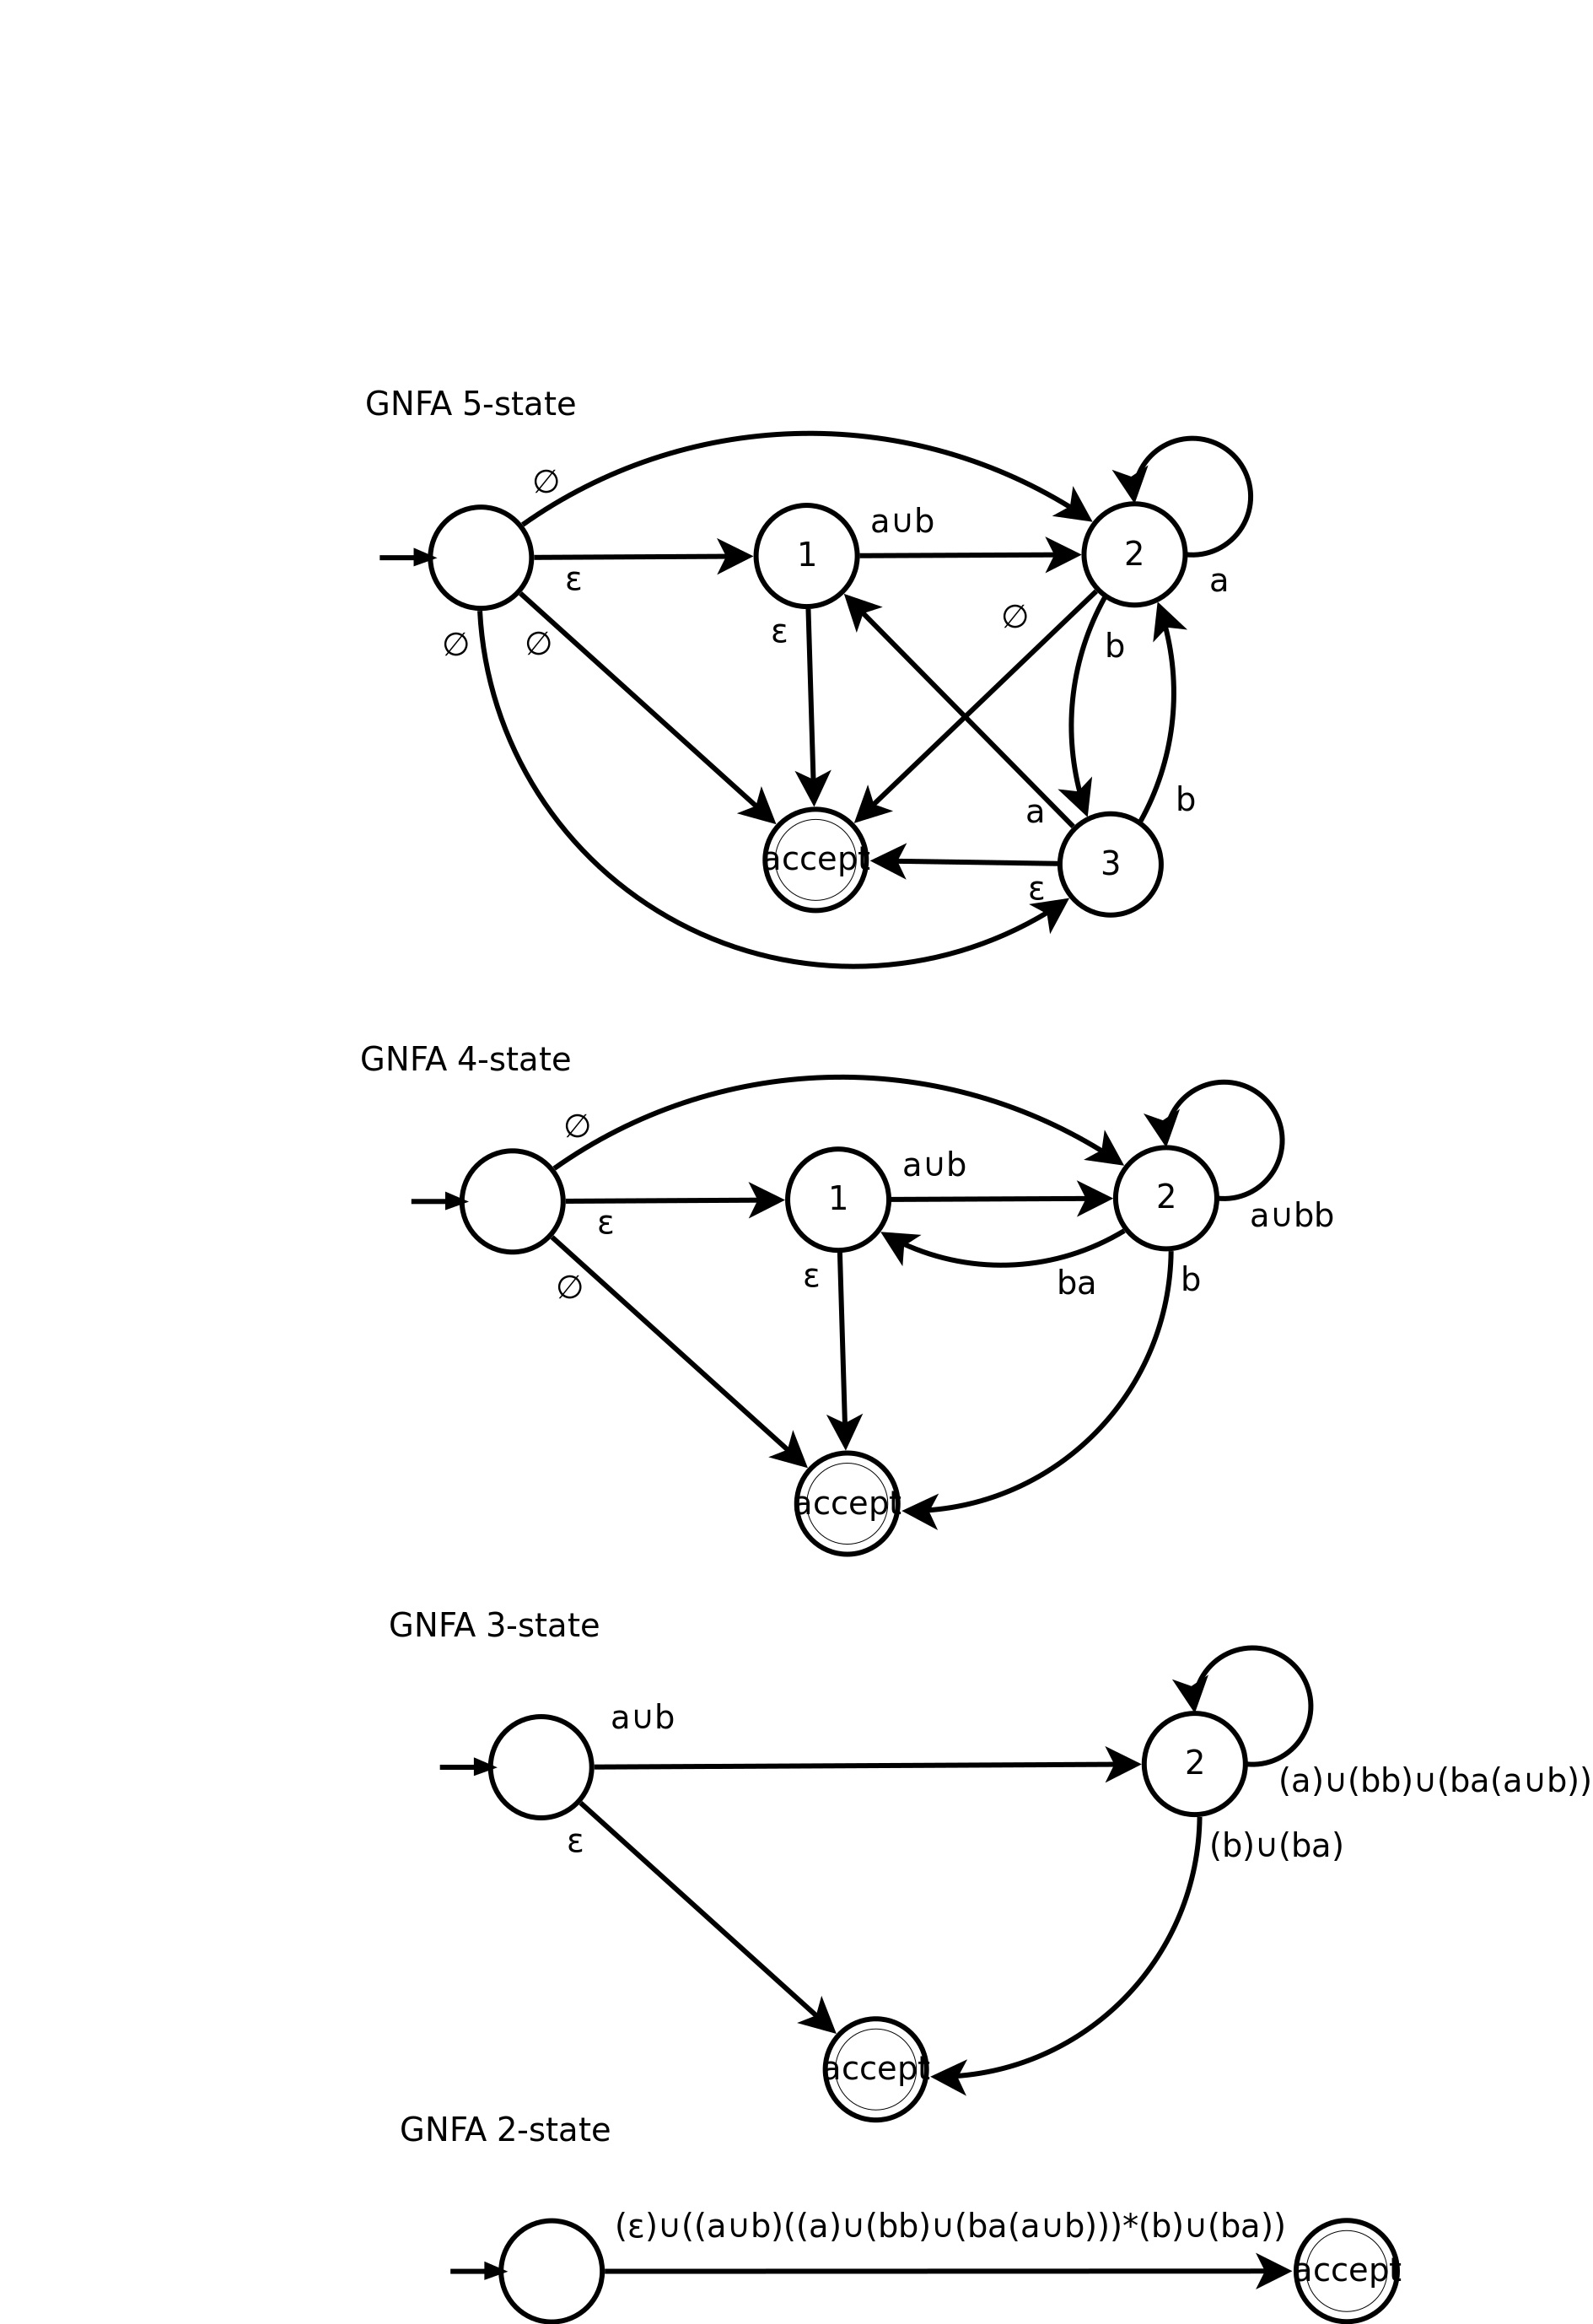 GNFA 5-state
∅
a∪b
1
2
ε
a
∅
ε
∅
∅
b
a
b
accept
3
ε
GNFA 4-state
∅
a∪b
1
2
ε
a∪bb
∅
ε
ba
b
accept
GNFA 3-state
a∪b
2
(a)∪(bb)∪(ba(a∪b))
ε
(b)∪(ba)
accept
GNFA 2-state
(ε)∪((a∪b)((a)∪(bb)∪(ba(a∪b)))*(b)∪(ba))
accept